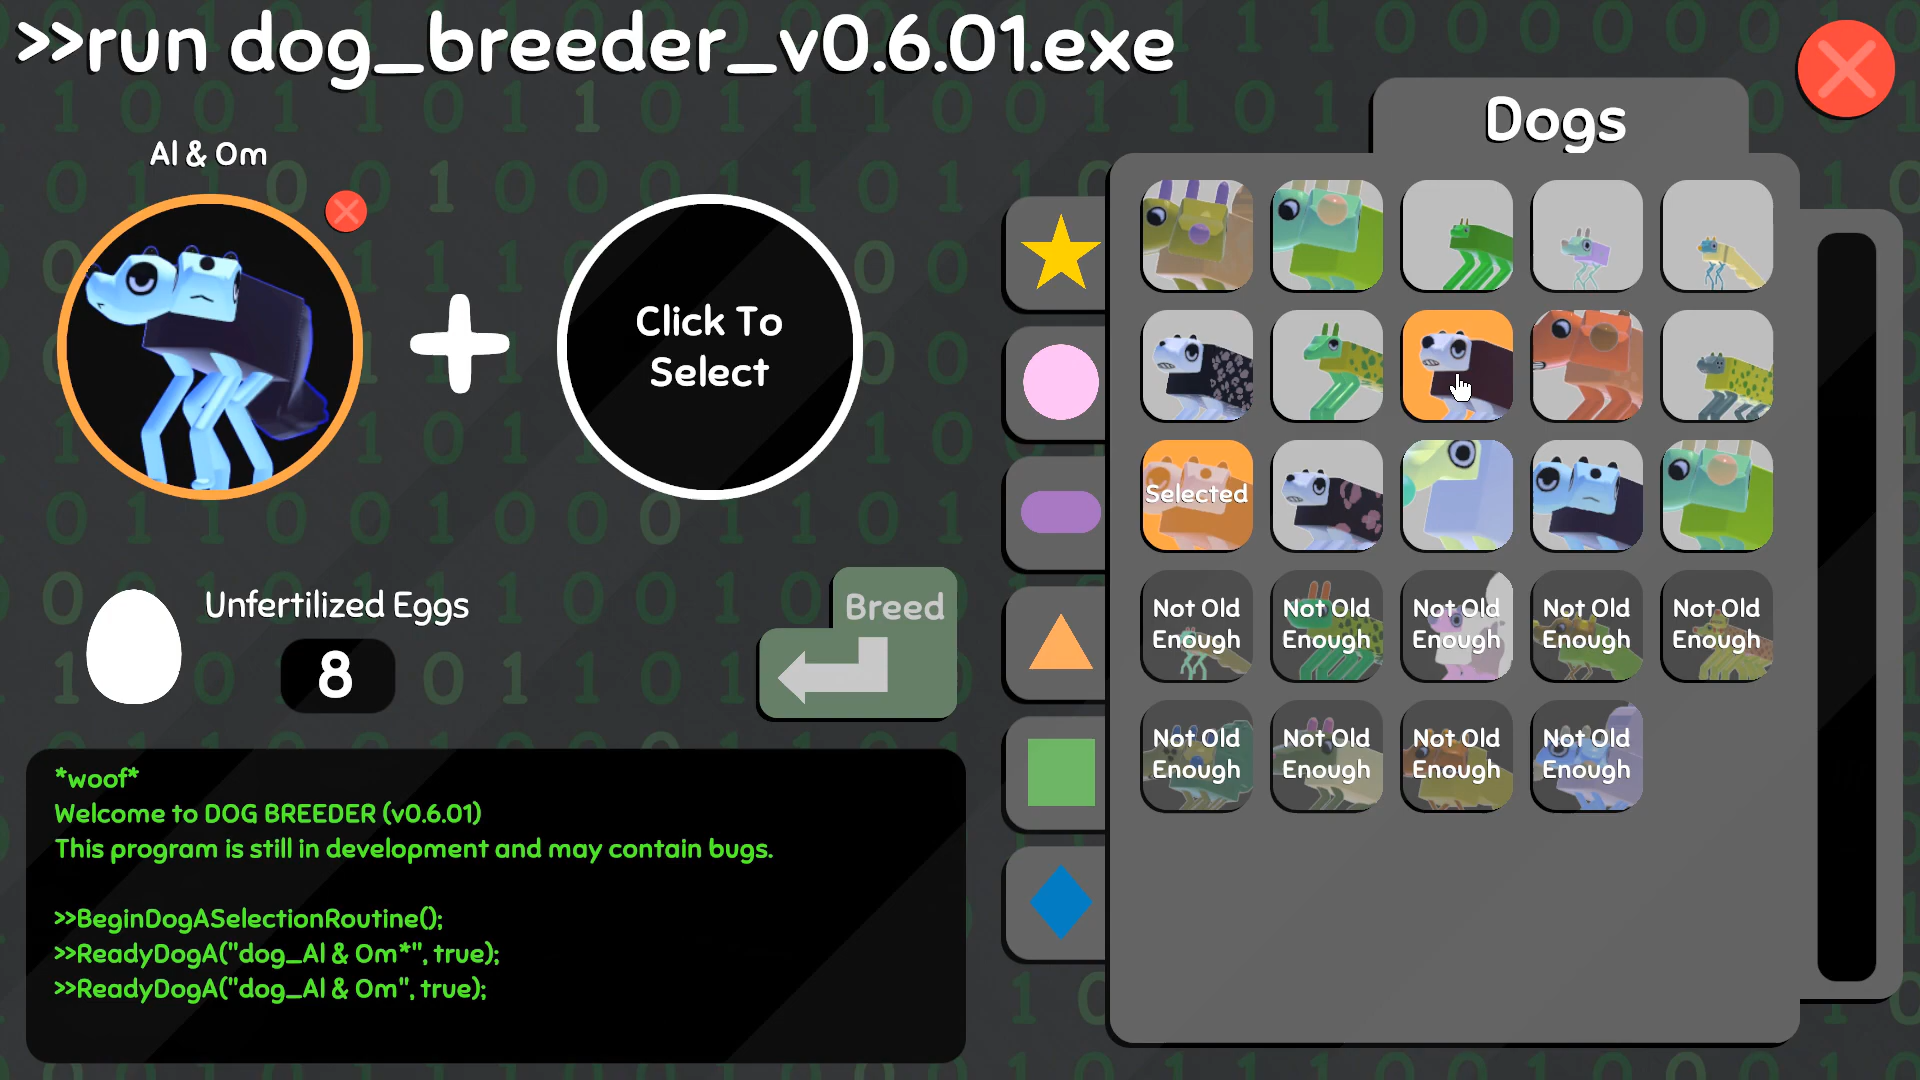 >>run dog_breeder_v0.6.01.exe
Dogs
Al & Om
Click To
Select
Selected
Unfertilized Eggs
8
Breed
Not Old
Enough
Not Old
Enough
Not Old
Enough
Not Old
Enough
Not Old
Enough
Not Old
Enough
Not Old
Enough
Not Old
Enough
Not Old
Enough
*woof*
Welcome to DOG BREEDER (v0.6.01)
This program is still in development and may contain bugs.
>>BeginDogASelectionRoutine();
>>ReadyDogA("dog_Al & Om*", true);
>>ReadyDogA("dog_Al & Om", true);